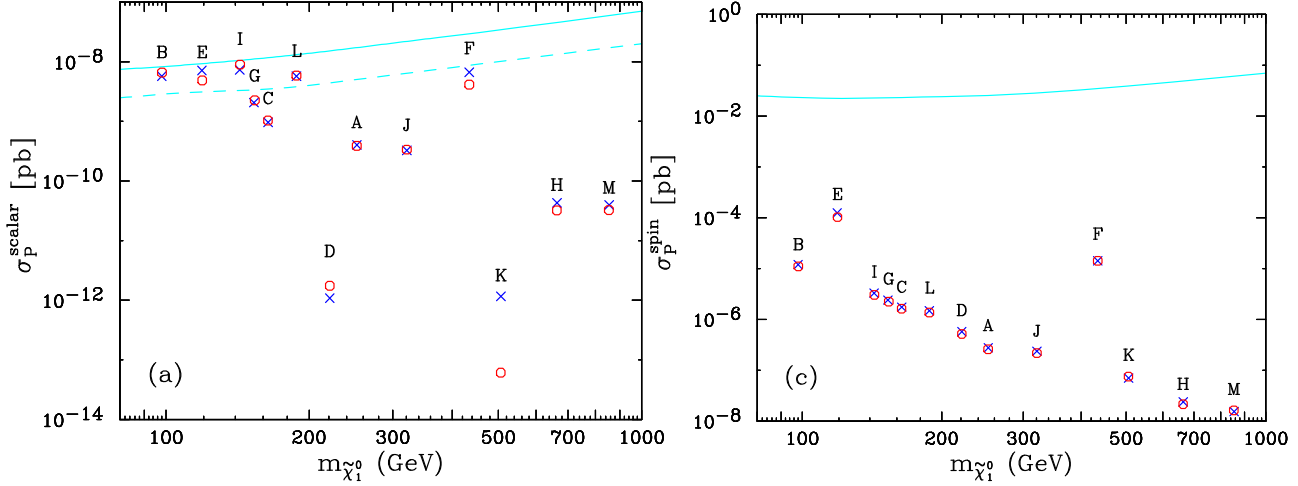 10^-8
10^-10
10^-12
10^-14
σ_P^scalar [pb]
B
E
I
G
C
L
F
A
J
D
K
H
M
(a)
100
200
300
500
700
1000
m_χ̃₁⁰ (GeV)
10^0
10^-2
10^-4
10^-6
10^-8
σ_P^spin [pb]
E
B
F
I
G
C
L
D
A
J
K
H
M
(c)
100
200
300
500
700
1000
m_χ̃₁⁰ (GeV)